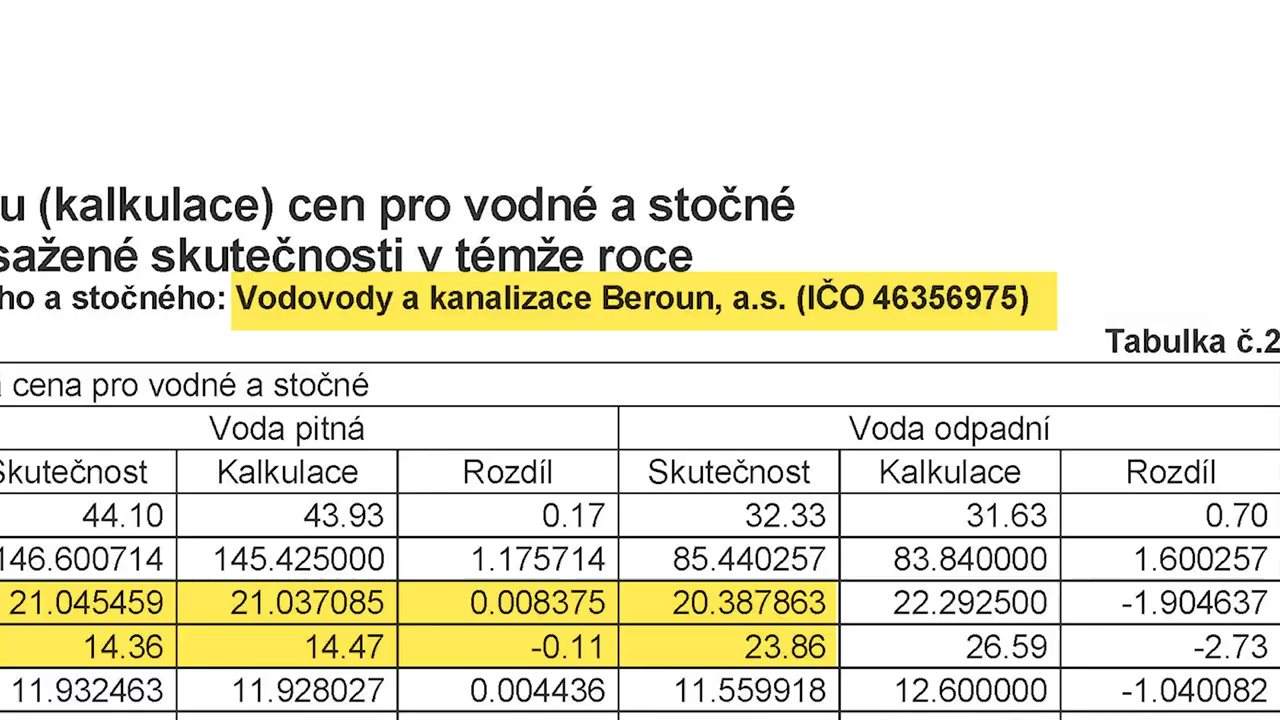 u (kalkulace) cen pro vodné a stočné
sažené skutečnosti v témže roce
ho a stočného: Vodovody a kanalizace Beroun, a.s. (IČO 46356975)
Tabulka č.2
cena pro vodné a stočné
Voda pitná Voda odpadní
Skutečnost Kalkulace Rozdíl Skutečnost Kalkulace Rozdíl
44.10 43.93 0.17 32.33 31.63 0.70
146.600714 145.425000 1.175714 85.440257 83.840000 1.600257
21.045459 21.037085 0.008375 20.387863 22.292500 -1.904637
14.36 14.47 -0.11 23.86 26.59 -2.73
11.932463 11.928027 0.004436 11.559918 12.600000 -1.040082